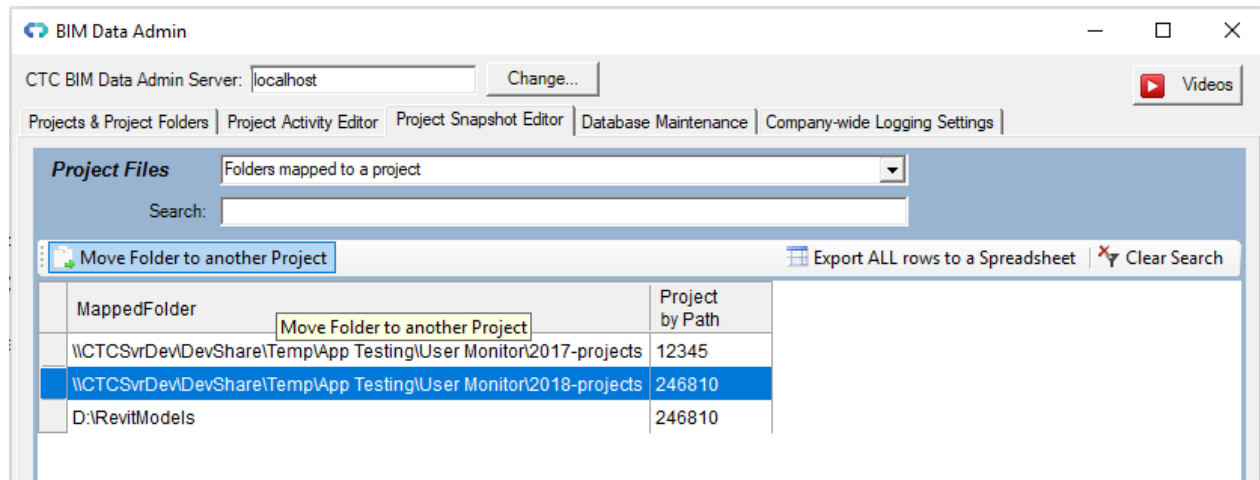 BIM Data Admin
CTC BIM Data Admin Server: localhost Change... Videos
Projects & Project Folders Project Activity Editor Project Snapshot Editor Database Maintenance Company-wide Logging Settings
Project Files Folders mapped to a project
Search:
Move Folder to another Project Export ALL rows to a Spreadsheet Clear Search
MappedFolder Project by Path
Move Folder to another Project
\\CTCSvrDev\DevShare\Temp\App Testing\User Monitor\2017-projects 12345
\\CTCSvrDev\DevShare\Temp\App Testing\User Monitor\2018-projects 246810
D:\RevitModels 246810